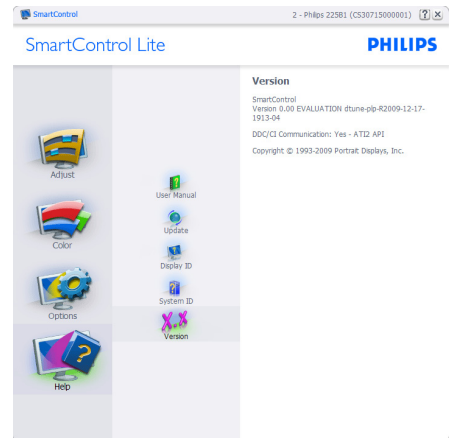 SmartControl
2 - Philips 225B1 (CS30715000001)
?
X
SmartControl Lite
PHILIPS
Adjust
Color
Options
Help
User Manual
Update
Display ID
System ID
X.X
Version
Version
SmartControl
Version 0.00 EVALUATION dtune-plp-R2009-12-17-
1913-04
DDC/CI Communication: Yes - ATI2 API
Copyright © 1993-2009 Portrait Displays, Inc.